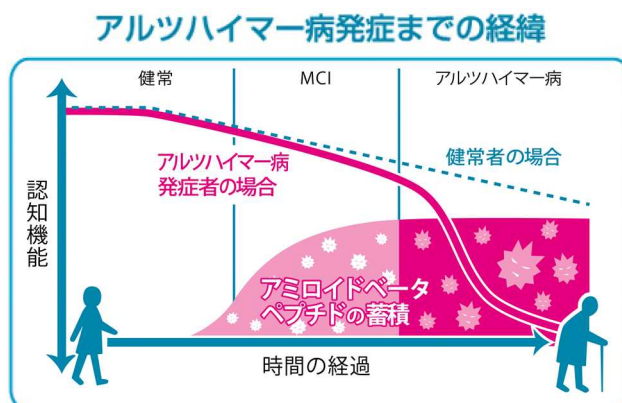 アルツハイマー病発症までの経緯
健常
MCI
アルツハイマー病
認知機能
アルツハイマー病
発症者の場合
健常者の場合
アミロイドベータ
ペプチドの蓄積
時間の経過